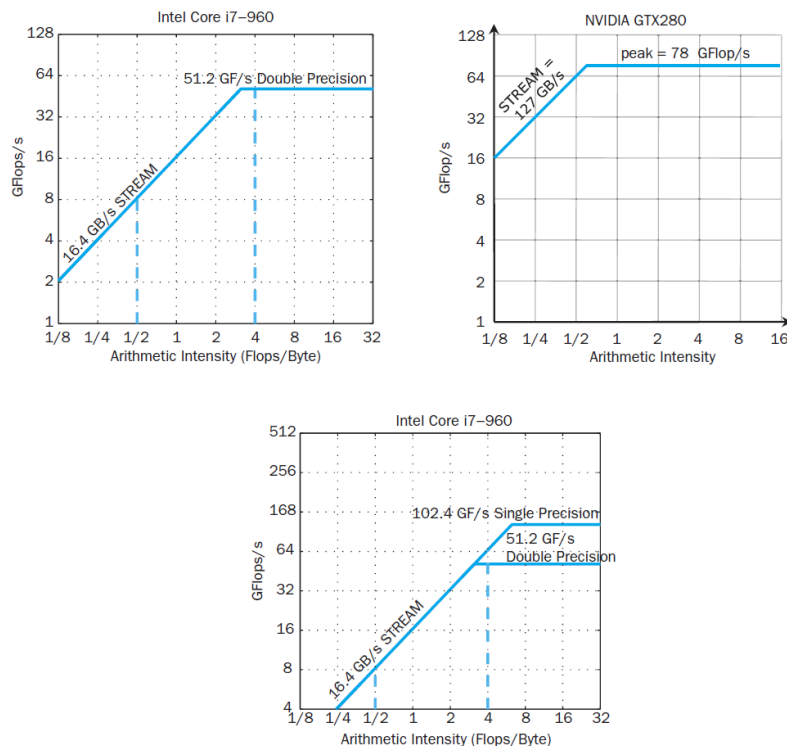 Intel Core i7–960
128
64
32
16
8
4
2
1
GFlops/s
51.2 GF/s Double Precision
16.4 GB/s STREAM
1/8 1/4 1/2 1 2 4 8 16 32
Arithmetic Intensity (Flops/Byte)
NVIDIA GTX280
128
64
32
16
8
4
2
1
GFlop/s
peak = 78 GFlop/s
STREAM =
127 GB/s
1/8 1/4 1/2 1 2 4 8 16
Arithmetic Intensity
Intel Core i7–960
512
256
168
64
32
16
8
4
GFlops/s
102.4 GF/s Single Precision
51.2 GF/s
Double Precision
16.4 GB/s STREAM
1/8 1/4 1/2 1 2 4 8 16 32
Arithmetic Intensity (Flops/Byte)